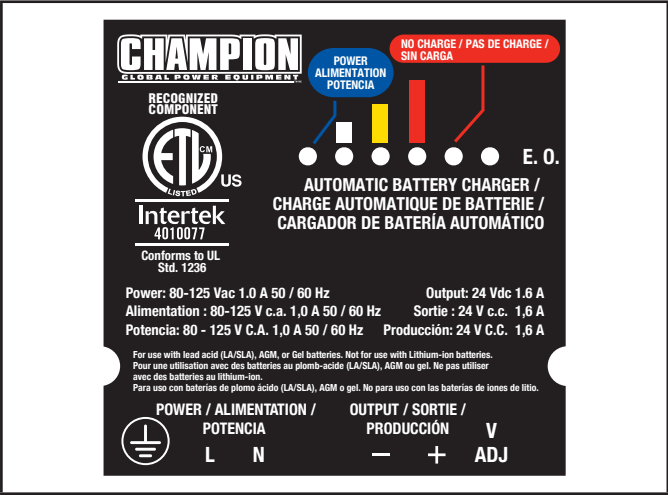 CHAMPION
GLOBAL POWER EQUIPMENT
POWER
ALIMENTATION
POTENCIA
NO CHARGE / PAS DE CHARGE /
SIN CARGA
RECOGNIZED
COMPONENT
ETL
CM
LISTED
US
Intertek
4010077
Conforms to UL
Std. 1236
E. O.
AUTOMATIC BATTERY CHARGER /
CHARGE AUTOMATIQUE DE BATTERIE /
CARGADOR DE BATERÍA AUTOMÁTICO
Power: 80-125 Vac 1.0 A 50 / 60 Hz Output: 24 Vdc 1.6 A
Alimentation : 80-125 V c.a. 1,0 A 50 / 60 Hz Sortie : 24 V c.c. 1,6 A
Potencia: 80 - 125 V C.A. 1,0 A 50 / 60 Hz Producción: 24 V C.C. 1,6 A
For use with lead acid (LA/SLA), AGM, or Gel batteries. Not for use with Lithium-ion batteries.
Pour une utilisation avec des batteries au plomb-acide (LA/SLA), AGM ou gel. Ne pas utiliser
avec des batteries au lithium-ion.
Para uso con baterías de plomo ácido (LA/SLA), AGM o gel. No para uso con las baterías de iones de litio.
POWER / ALIMENTATION /
POTENCIA
L N
OUTPUT / SORTIE /
PRODUCCIÓN
− +
V
ADJ